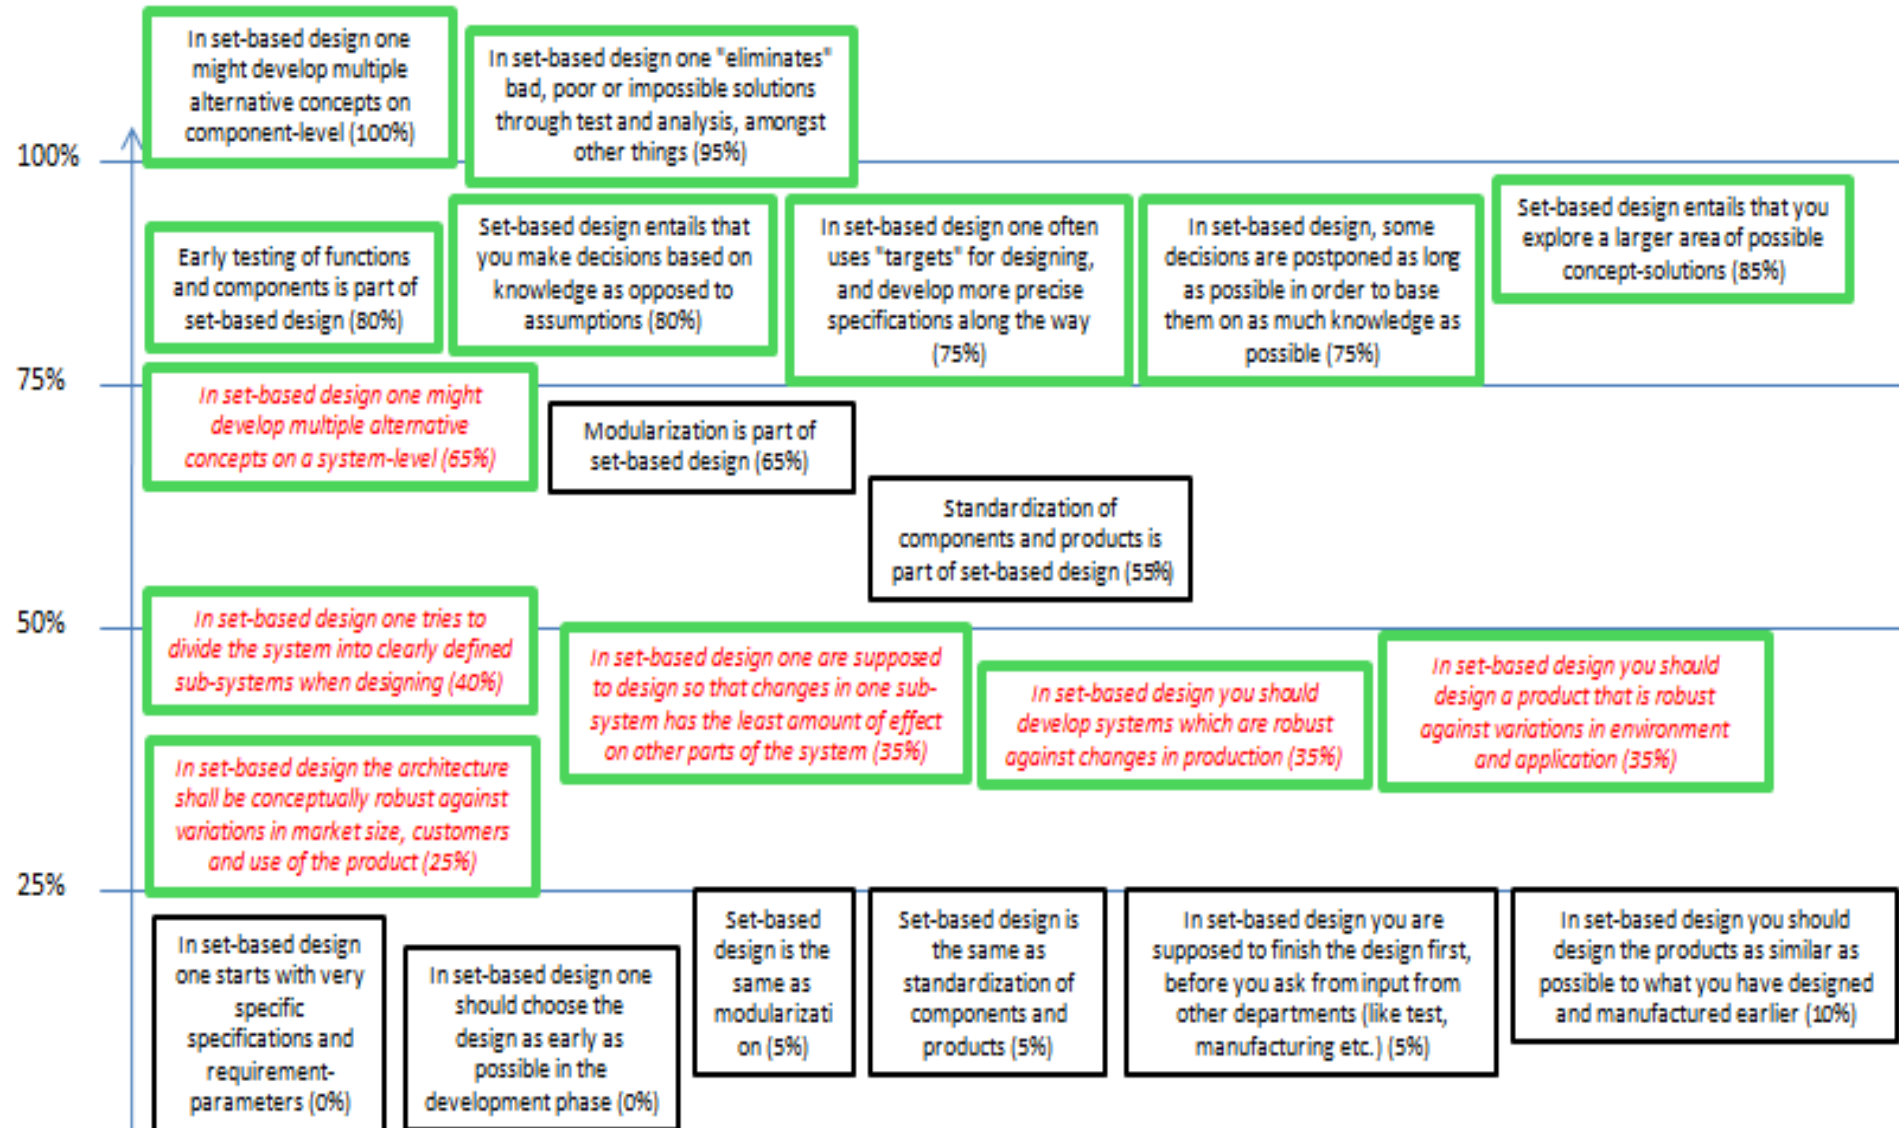 In set-based design one
might develop multiple
alternative concepts on
component-level (100%)
In set-based design one "eliminates"
bad, poor or impossible solutions
through test and analysis, amongst
other things (95%)
100%
Early testing of functions
and components is part of
set-based design (80%)
Set-based design entails that
you make decisions based on
knowledge as opposed to
assumptions (80%)
In set-based design one often
uses "targets" for designing,
and develop more precise
specifications along the way
(75%)
In set-based design, some
decisions are postponed as long
as possible in order to base
them on as much knowledge as
possible (75%)
Set-based design entails that you
explore a larger area of possible
concept-solutions (85%)
75%
In set-based design one might
develop multiple alternative
concepts on a system-level (65%)
Modularization is part of
set-based design (65%)
Standardization of
components and products is
part of set-based design (55%)
50%
In set-based design one tries to
divide the system into clearly defined
sub-systems when designing (40%)
In set-based design one are supposed
to design so that changes in one sub-
system has the least amount of effect
on other parts of the system (35%)
In set-based design you should
develop systems which are robust
against changes in production (35%)
In set-based design you should
design a product that is robust
against variations in environment
and application (35%)
In set-based design the architecture
shall be conceptually robust against
variations in market size, customers
and use of the product (25%)
25%
In set-based design
one starts with very
specific
specifications and
requirement-
parameters (0%)
In set-based design one
should choose the
design as early as
possible in the
development phase (0%)
Set-based
design is the
same as
modularizati
on (5%)
Set-based design is
the same as
standardization of
components and
products (5%)
In set-based design you are
supposed to finish the design first,
before you ask from input from
other departments (like test,
manufacturing etc.) (5%)
In set-based design you should
design the products as similar as
possible to what you have designed
and manufactured earlier (10%)